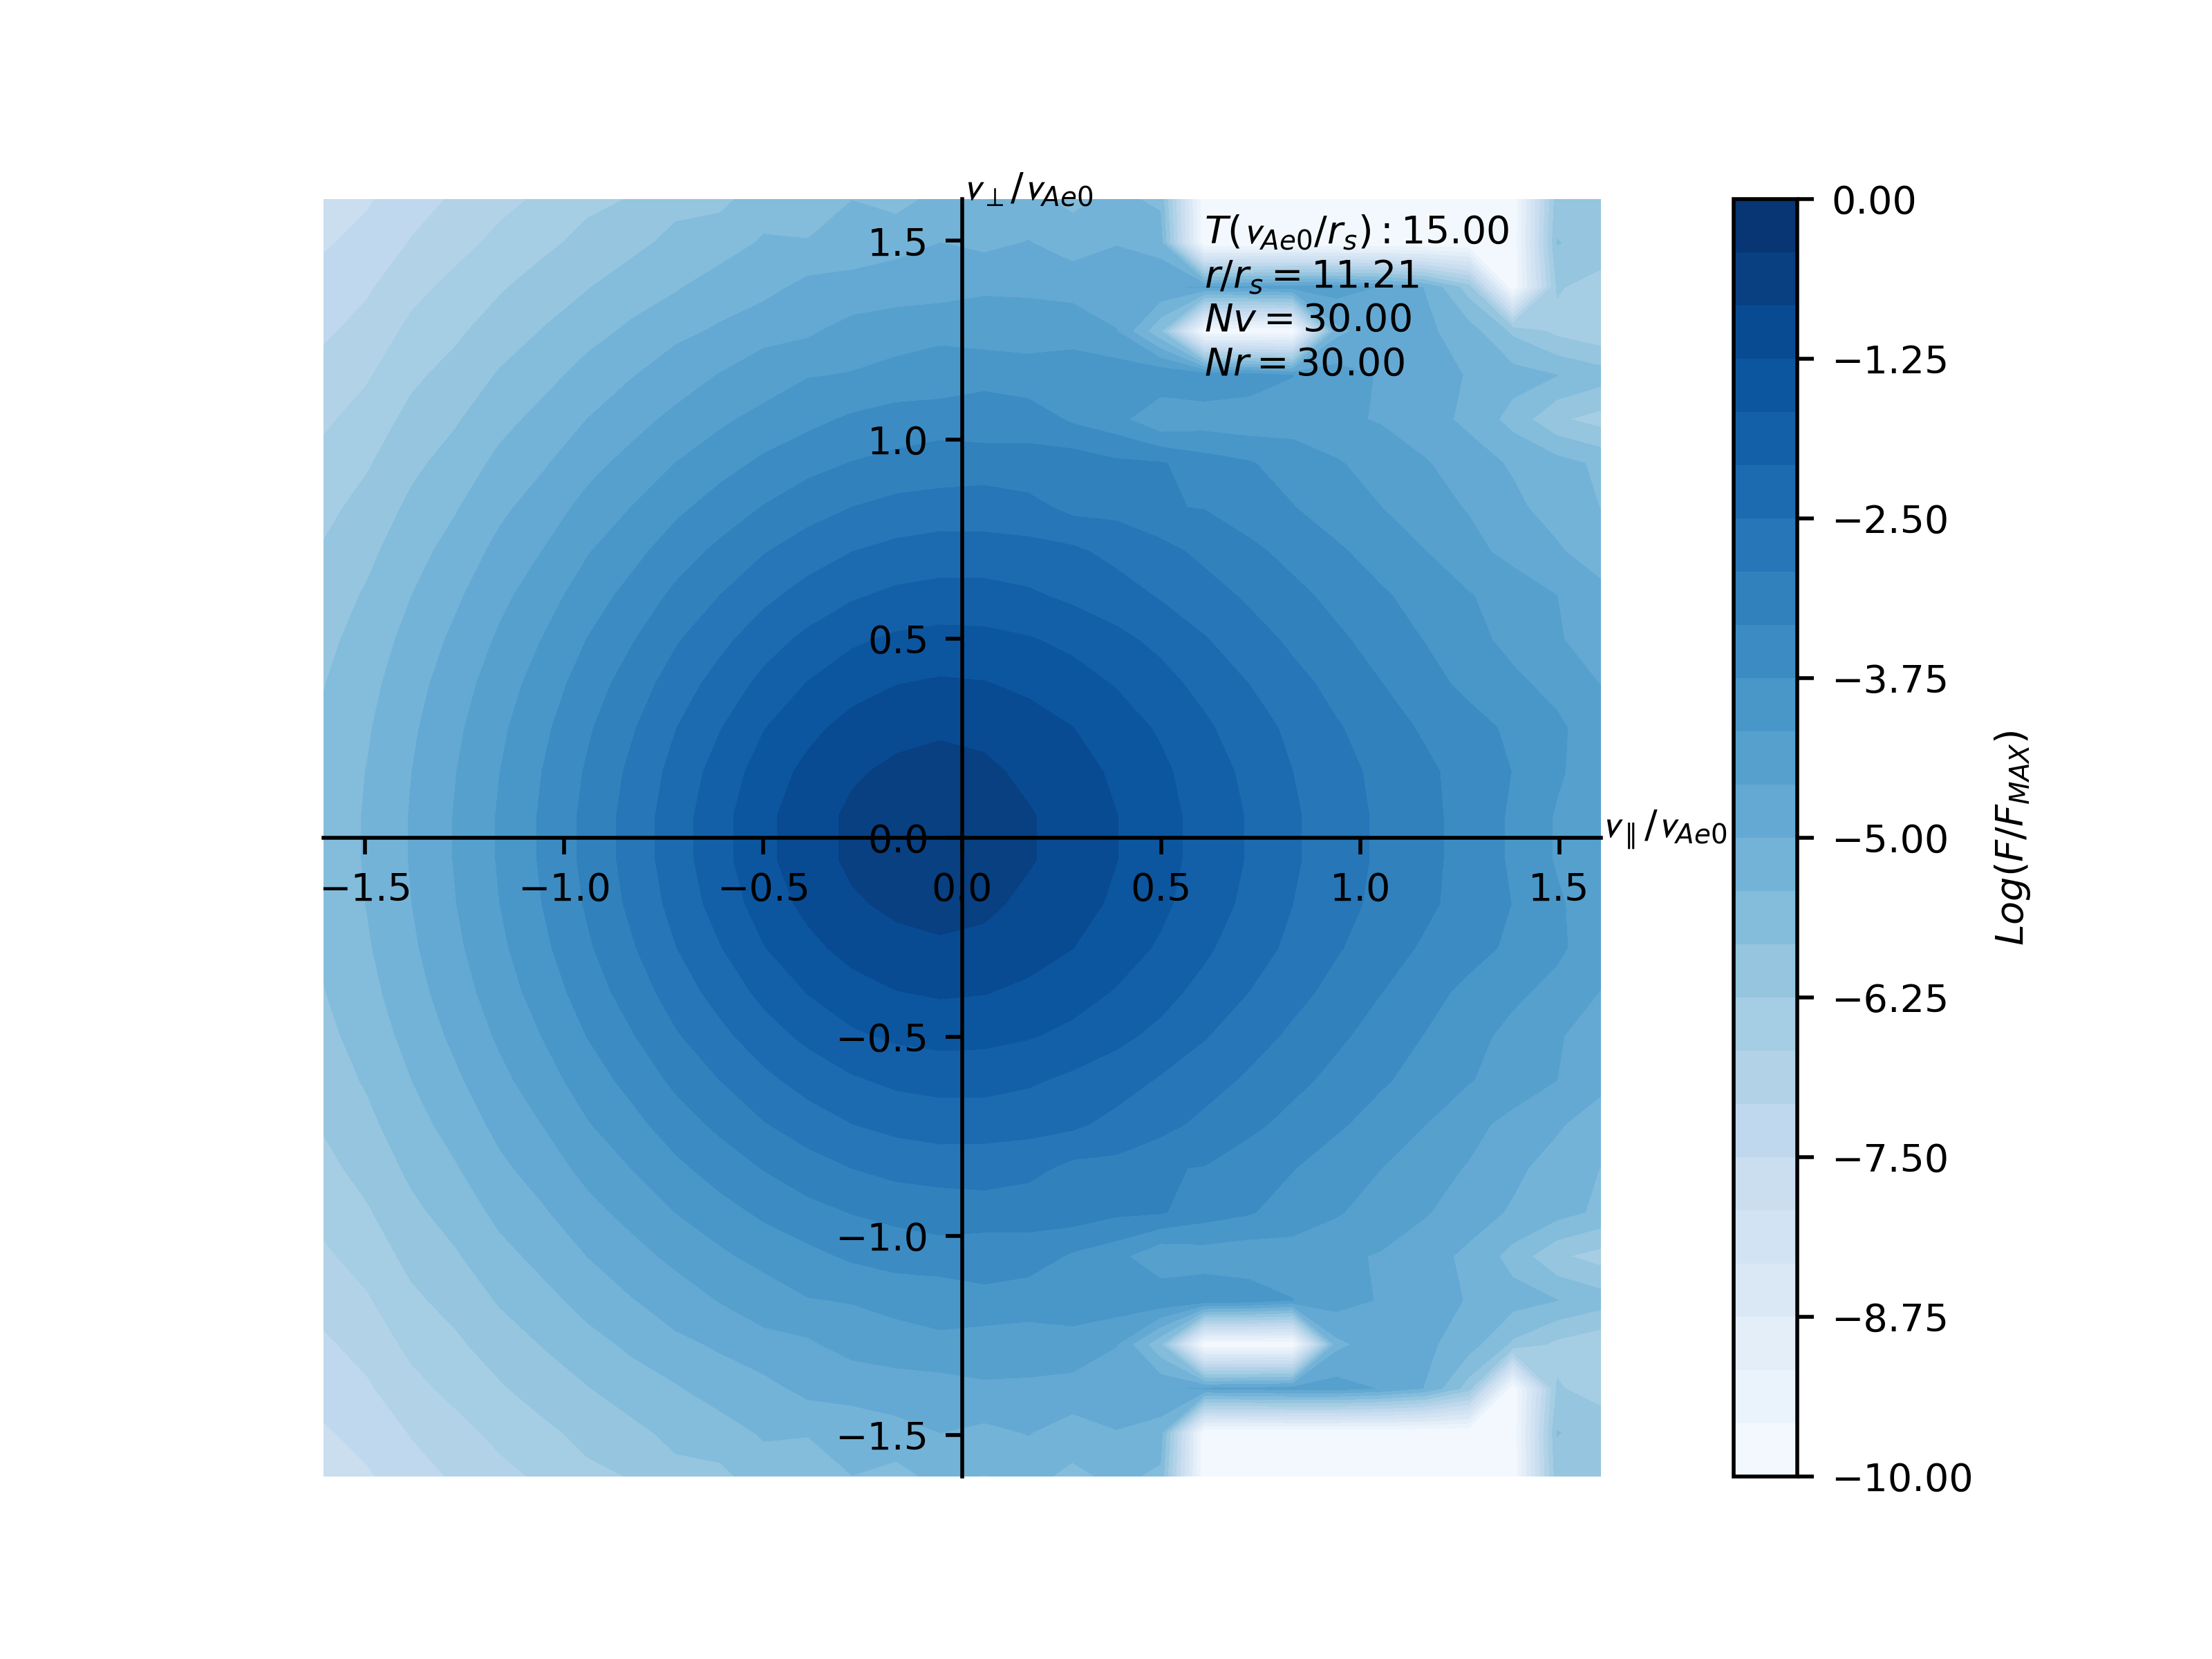 v⊥/vAe0
T(vAe0/rs) : 15.00
r/rs = 11.21
Nv = 30.00
Nr = 30.00
1.5
1.0
0.5
0.0
−0.5
−1.0
−1.5
−1.5 −1.0 −0.5 0.0 0.5 1.0 1.5
v∥/vAe0
0.00
−1.25
−2.50
−3.75
−5.00
−6.25
−7.50
−8.75
−10.00
Log(F/FMAX)